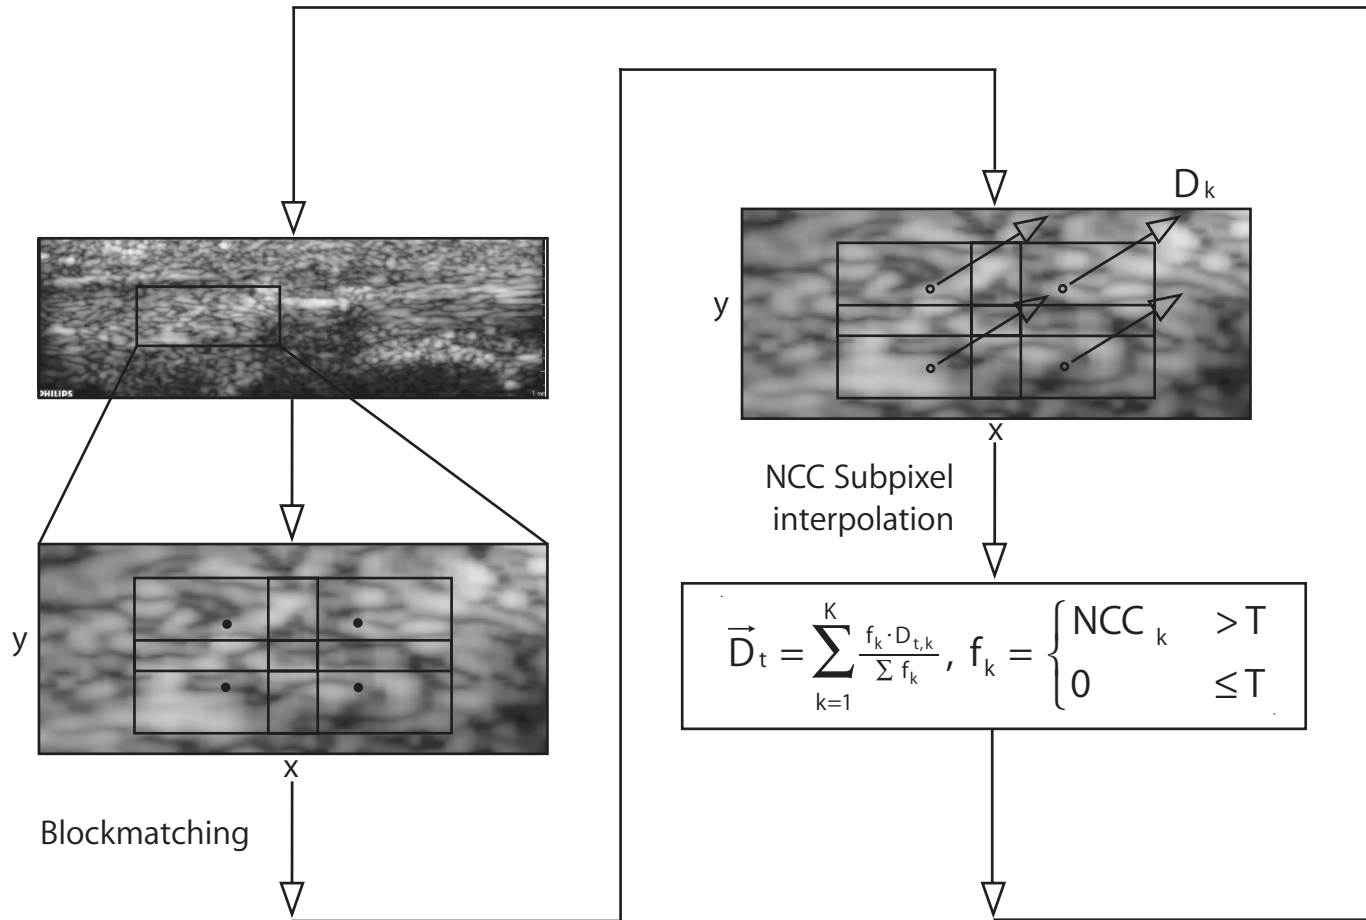 PHILIPS
y
x
Blockmatching
D k
y
x
NCC Subpixel
interpolation
D⃗ t = ∑ k=1 K f k · D t,k / ∑ f k , f k = { NCC k > T
0 ≤ T